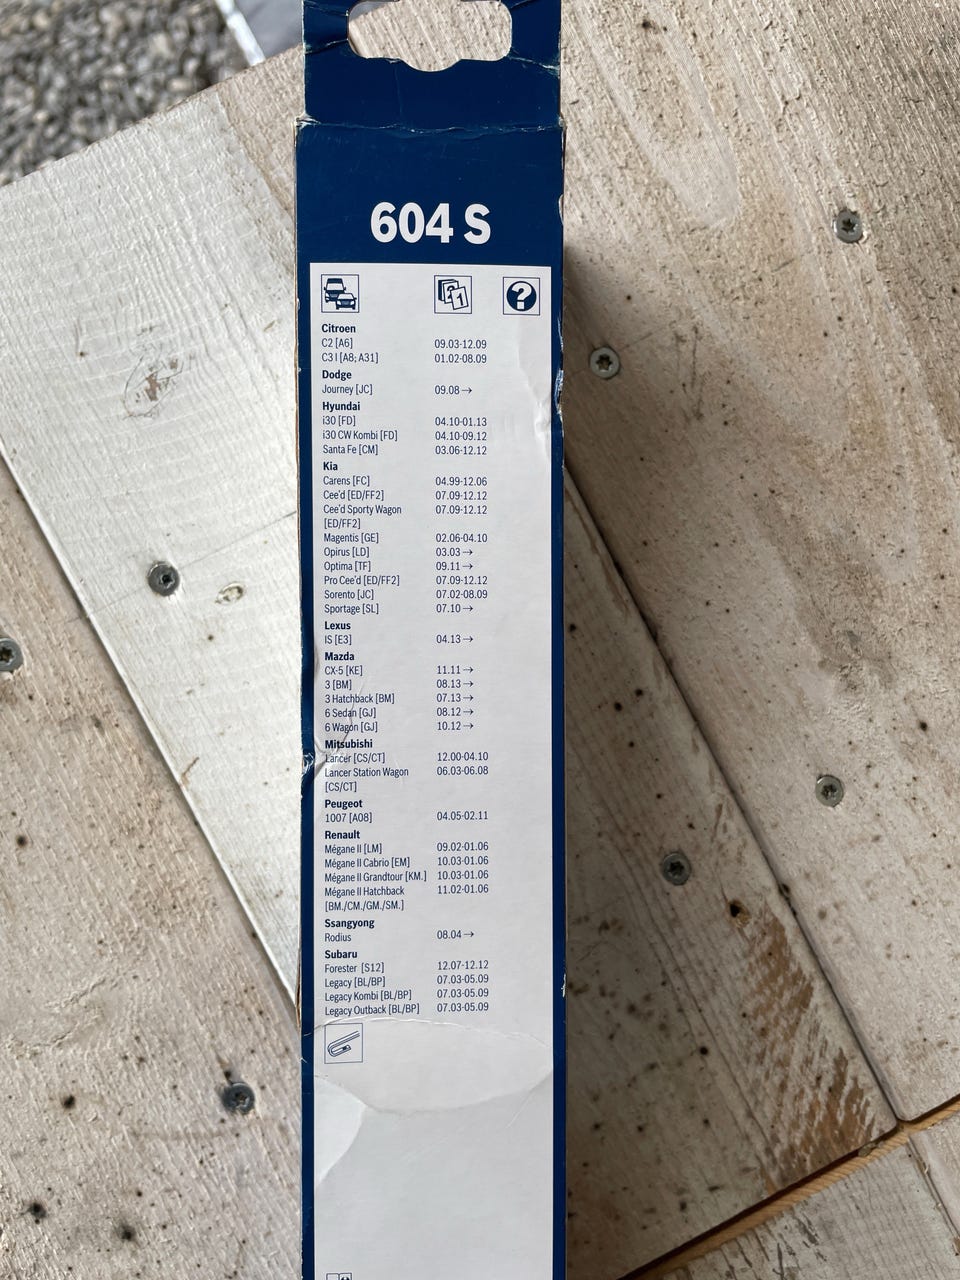 604 S
Citroen
C2 [A6] 09.03-12.09
C3 I [A8; A31] 01.02-08.09
Dodge
Journey [JC] 09.08 →
Hyundai
i30 [FD] 04.10-01.13
i30 CW Kombi [FD] 04.10-09.12
Santa Fe [CM] 03.06-12.12
Kia
Carens [FC] 04.99-12.06
Cee'd [ED/FF2] 07.09-12.12
Cee'd Sporty Wagon 07.09-12.12
[ED/FF2]
Magentis [GE] 02.06-04.10
Opirus [LD] 03.03 →
Optima [TF] 09.11 →
Pro Cee'd [ED/FF2] 07.09-12.12
Sorento [JC] 07.02-08.09
Sportage [SL] 07.10 →
Lexus
IS [E3] 04.13 →
Mazda
CX-5 [KE] 11.11 →
3 [BM] 08.13 →
3 Hatchback [BM] 07.13 →
6 Sedan [GJ] 08.12 →
6 Wagon [GJ] 10.12 →
Mitsubishi
Lancer [CS/CT] 12.00-04.10
Lancer Station Wagon 06.03-06.08
[CS/CT]
Peugeot
1007 [A08] 04.05-02.11
Renault
Mégane II [LM] 09.02-01.06
Mégane II Cabrio [EM] 10.03-01.06
Mégane II Grandtour [KM.] 10.03-01.06
Mégane II Hatchback 11.02-01.06
[BM./CM./GM./SM.]
Ssangyong
Rodius 08.04 →
Subaru
Forester [S12] 12.07-12.12
Legacy [BL/BP] 07.03-05.09
Legacy Kombi [BL/BP] 07.03-05.09
Legacy Outback [BL/BP] 07.03-05.09